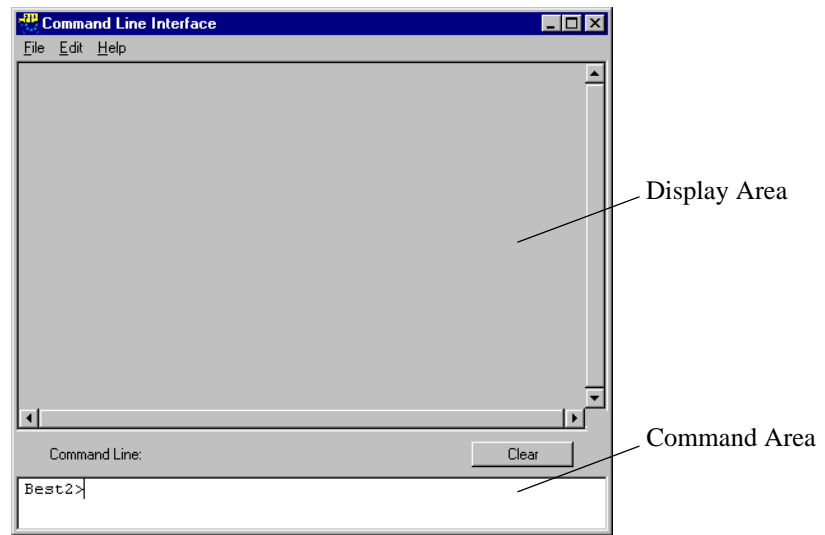 Command Line Interface
File Edit Help
Display Area
Command Area
Command Line: Clear
Best2>